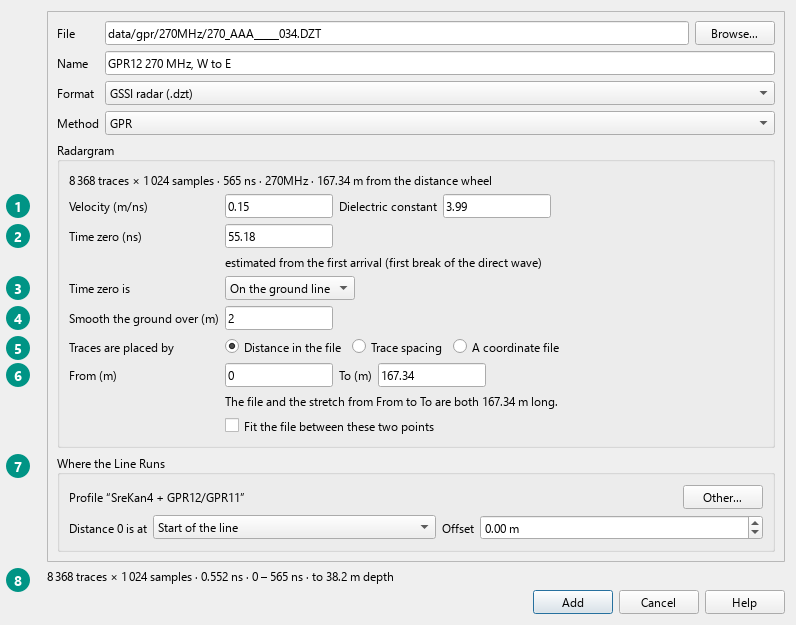 File data/gpr/270MHz/270_AAA____034.DZT Browse...
Name GPR12 270 MHz, W to E
Format GSSI radar (.dzt)
Method GPR
Radargram
8 368 traces × 1 024 samples · 565 ns · 270MHz · 167.34 m from the distance wheel
1 Velocity (m/ns) 0.15 Dielectric constant 3.99
2 Time zero (ns) 55.18
estimated from the first arrival (first break of the direct wave)
3 Time zero is On the ground line
4 Smooth the ground over (m) 2
5 Traces are placed by Distance in the file Trace spacing A coordinate file
6 From (m) 0 To (m) 167.34
The file and the stretch from From to To are both 167.34 m long.
Fit the file between these two points
7 Where the Line Runs
Profile “SreKan4 + GPR12/GPR11” Other...
Distance 0 is at Start of the line Offset 0.00 m
8 8 368 traces × 1 024 samples · 0.552 ns · 0 – 565 ns · to 38.2 m depth
Add Cancel Help